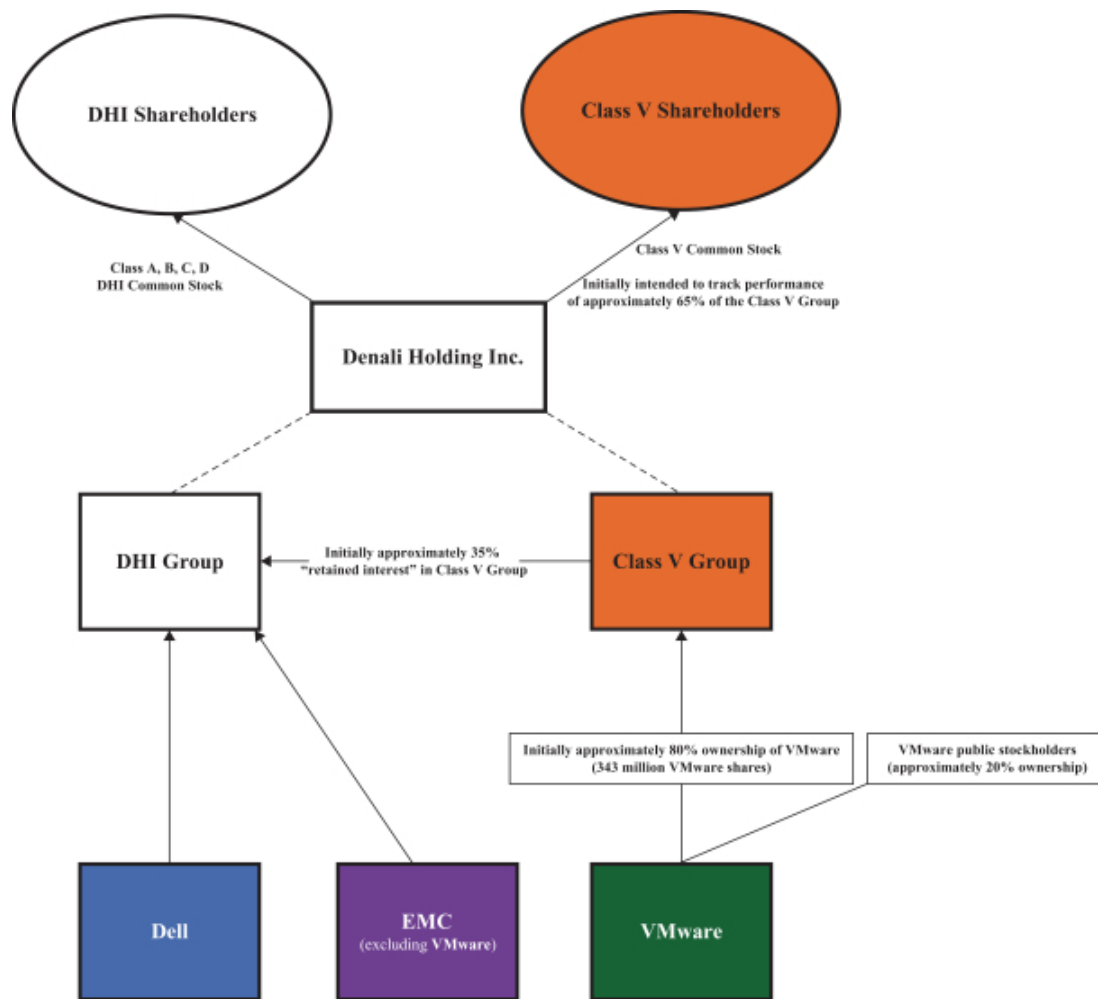 DHI Shareholders
Class V Shareholders
Class A, B, C, D
DHI Common Stock
Class V Common Stock
Initially intended to track performance
of approximately 65% of the Class V Group
Denali Holding Inc.
DHI Group
Initially approximately 35%
“retained interest” in Class V Group
Class V Group
Initially approximately 80% ownership of VMware
(343 million VMware shares)
VMware public stockholders
(approximately 20% ownership)
Dell
EMC
(excluding VMware)
VMware